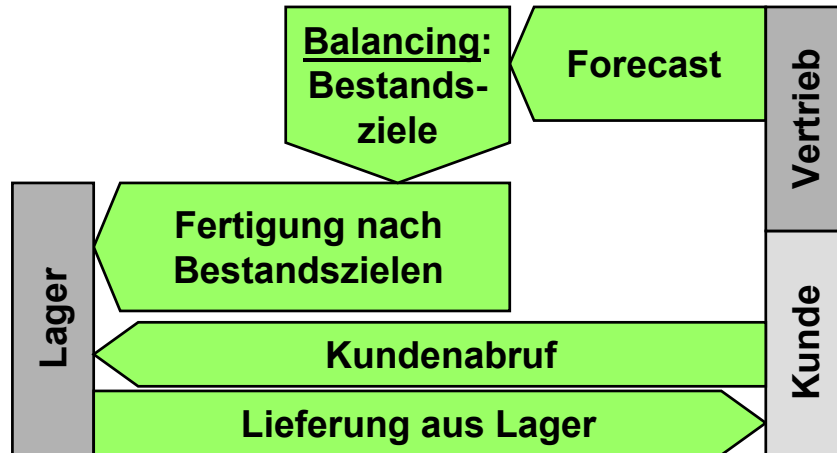 Balancing:
Bestands-
ziele
Forecast
Vertrieb
Fertigung nach
Bestandszielen
Lager
Kundenabruf
Kunde
Lieferung aus Lager